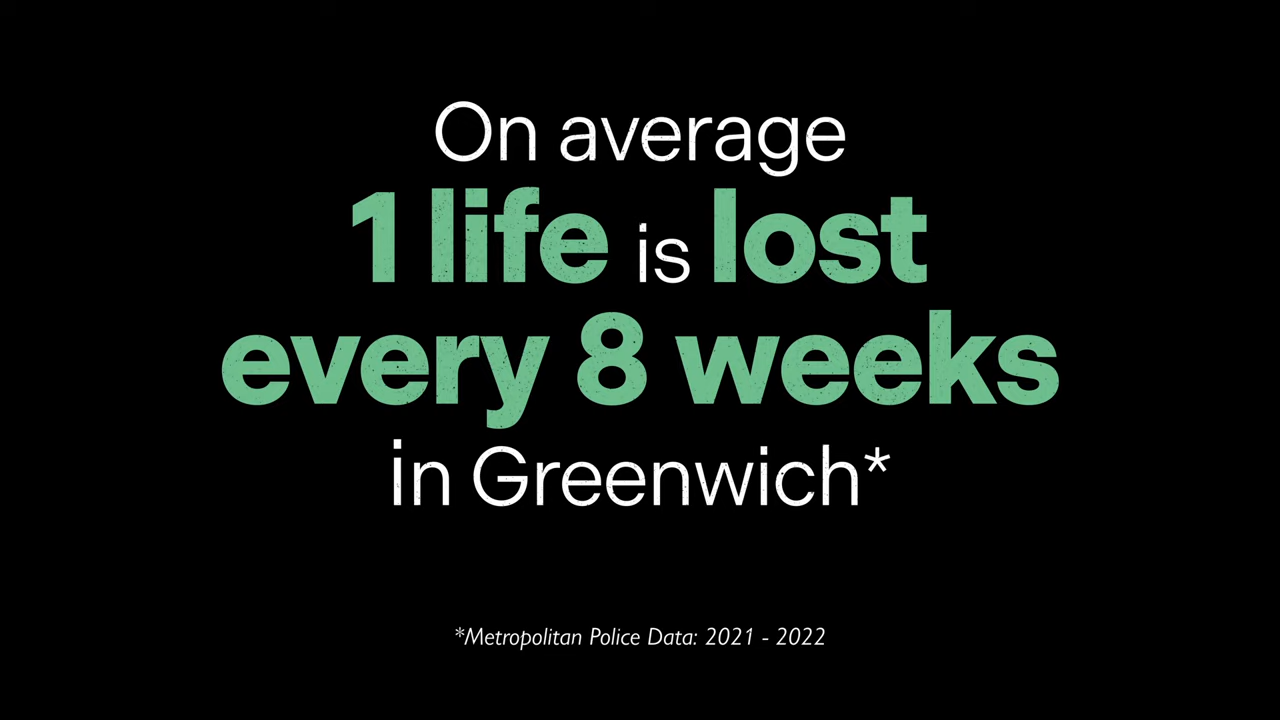 On average
1 life is lost
every 8 weeks
in Greenwich*
*Metropolitan Police Data: 2021 - 2022